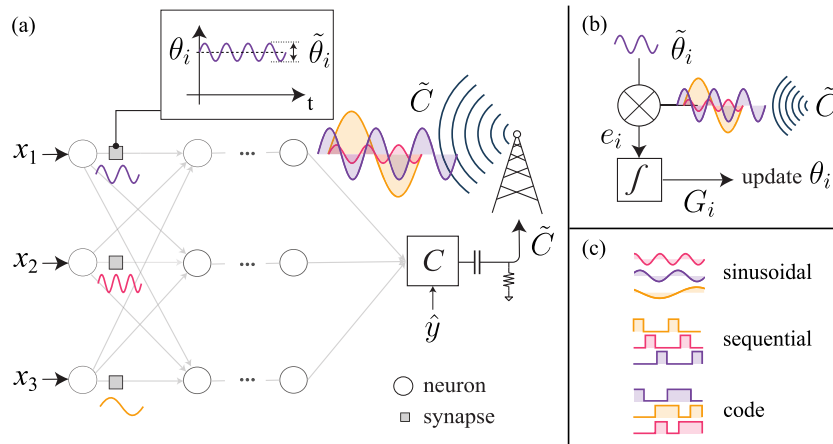 (a)
θ_i
θ̃_i
t
C̃
x_1
x_2
x_3
...
...
...
C
C̃
ŷ
neuron
synapse
(b)
θ̃_i
C̃
e_i
∫
G_i
update θ_i
(c)
sinusoidal
sequential
code